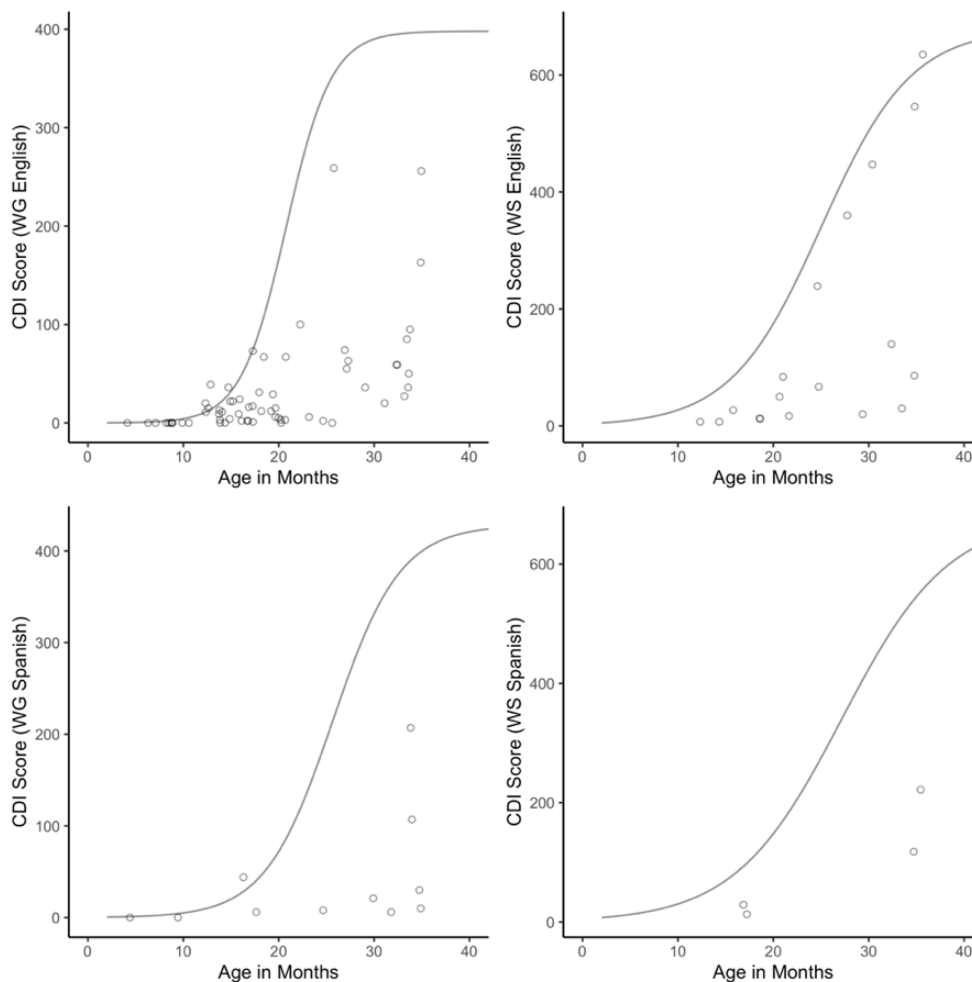 CDI Score (WG English)
400
300
200
100
0
0 10 20 30 40
Age in Months
CDI Score (WS English)
600
400
200
0
0 10 20 30 40
Age in Months
CDI Score (WG Spanish)
400
300
200
100
0
0 10 20 30 40
Age in Months
CDI Score (WS Spanish)
600
400
200
0
0 10 20 30 40
Age in Months